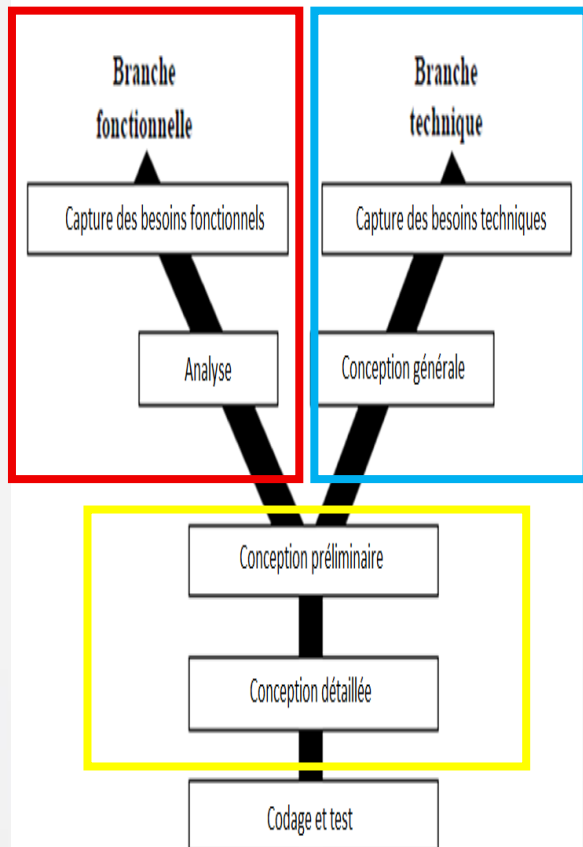 Branche
fonctionnelle
Branche
technique
Capture des besoins fonctionnels
Capture des besoins techniques
Analyse
Conception générale
Conception préliminaire
Conception détaillée
Codage et test